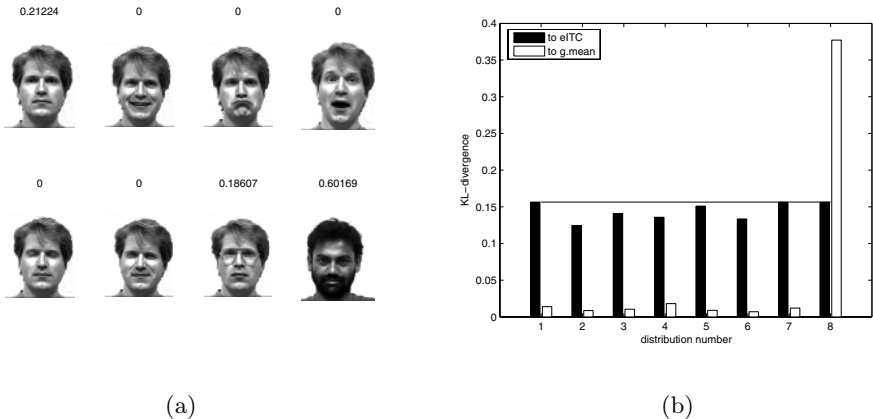 0.21224 0 0 0
0 0 0.18607 0.60169
(a)
0.4
0.35
0.3
0.25
0.2
0.15
0.1
0.05
0
KL−divergence
to eITC
to g.mean
1 2 3 4 5 6 7 8
distribution number
(b)